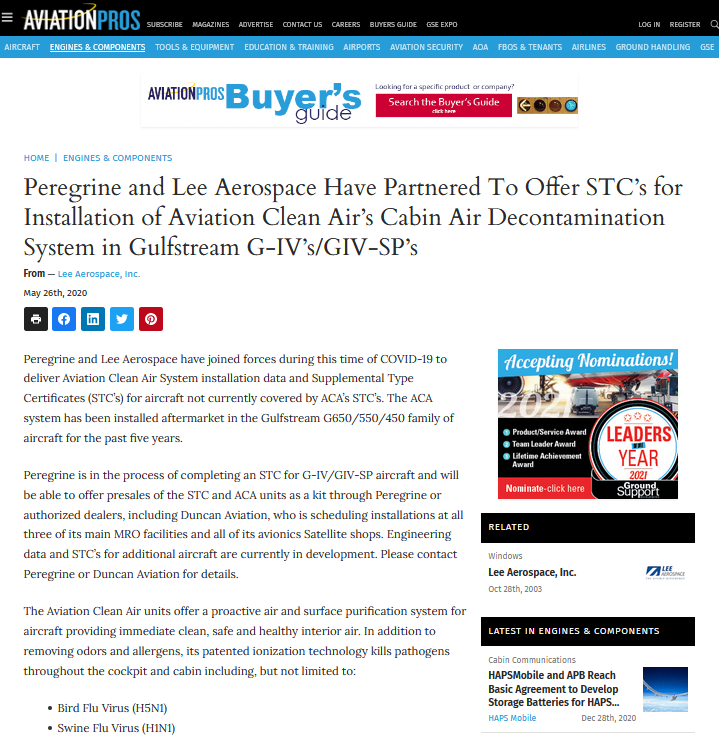 AVIATIONPROS
SUBSCRIBE MAGAZINES ADVERTISE CONTACT US CAREERS BUYERS GUIDE GSE EXPO LOG IN REGISTER
AIRCRAFT ENGINES & COMPONENTS TOOLS & EQUIPMENT EDUCATION & TRAINING AIRPORTS AVIATION SECURITY AOA FBOS & TENANTS AIRLINES GROUND HANDLING GSE
AVIATIONPROS Buyer's guide
Looking for a specific product or company?
Search the Buyer's Guide
click here
HOME | ENGINES & COMPONENTS
Peregrine and Lee Aerospace Have Partnered To Offer STC's for
Installation of Aviation Clean Air's Cabin Air Decontamination
System in Gulfstream G-IV's/GIV-SP's
From — Lee Aerospace, Inc.
May 26th, 2020
Peregrine and Lee Aerospace have joined forces during this time of COVID-19 to
deliver Aviation Clean Air System installation data and Supplemental Type
Certificates (STC's) for aircraft not currently covered by ACA's STC's. The ACA
system has been installed aftermarket in the Gulfstream G650/550/450 family of
aircraft for the past five years.
Peregrine is in the process of completing an STC for G-IV/GIV-SP aircraft and will
be able to offer presales of the STC and ACA units as a kit through Peregrine or
authorized dealers, including Duncan Aviation, who is scheduling installations at all
three of its main MRO facilities and all of its avionics Satellite shops. Engineering
data and STC's for additional aircraft are currently in development. Please contact
Peregrine or Duncan Aviation for details.
The Aviation Clean Air units offer a proactive air and surface purification system for
aircraft providing immediate clean, safe and healthy interior air. In addition to
removing odors and allergens, its patented ionization technology kills pathogens
throughout the cockpit and cabin including, but not limited to:
• Bird Flu Virus (H5N1)
• Swine Flu Virus (H1N1)
Accepting Nominations!
1 Product/Service Award
2 Team Leader Award
3 Lifetime Achievement
Award
Nominate-click here
LEADERS
YEAR
2021
Ground
Support
RELATED
Windows
Lee Aerospace, Inc.
Oct 28th, 2003
LEE
AEROSPACE
LATEST IN ENGINES & COMPONENTS
Cabin Communications
HAPSMobile and APB Reach
Basic Agreement to Develop
Storage Batteries for HAPS...
HAPS Mobile Dec 28th, 2020